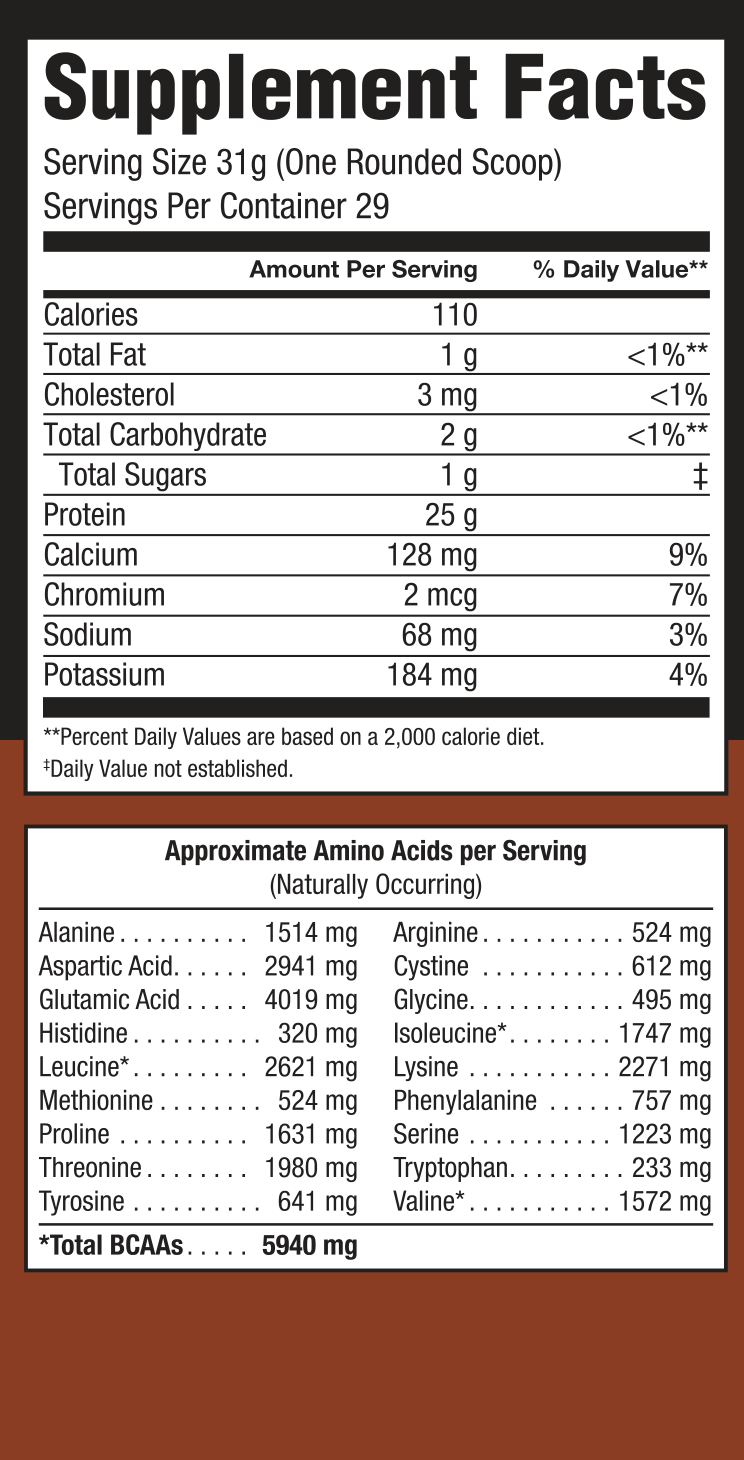 Supplement Facts
Serving Size 31g (One Rounded Scoop)
Servings Per Container 29
Amount Per Serving % Daily Value**
Calories 110
Total Fat 1 g <1%**
Cholesterol 3 mg <1%
Total Carbohydrate 2 g <1%**
Total Sugars 1 g ‡
Protein 25 g
Calcium 128 mg 9%
Chromium 2 mcg 7%
Sodium 68 mg 3%
Potassium 184 mg 4%
**Percent Daily Values are based on a 2,000 calorie diet.
‡Daily Value not established.
Approximate Amino Acids per Serving
(Naturally Occurring)
Alanine . . . . . . . . . . 1514 mg Arginine . . . . . . . . . . . 524 mg
Aspartic Acid. . . . . . 2941 mg Cystine . . . . . . . . . . . 612 mg
Glutamic Acid . . . . . 4019 mg Glycine. . . . . . . . . . . . 495 mg
Histidine . . . . . . . . . . 320 mg Isoleucine* . . . . . . . . 1747 mg
Leucine* . . . . . . . . . 2621 mg Lysine . . . . . . . . . . . 2271 mg
Methionine . . . . . . . . 524 mg Phenylalanine . . . . . . 757 mg
Proline . . . . . . . . . . 1631 mg Serine . . . . . . . . . . . 1223 mg
Threonine . . . . . . . . 1980 mg Tryptophan. . . . . . . . . 233 mg
Tyrosine . . . . . . . . . . 641 mg Valine* . . . . . . . . . . . 1572 mg
*Total BCAAs . . . . . 5940 mg